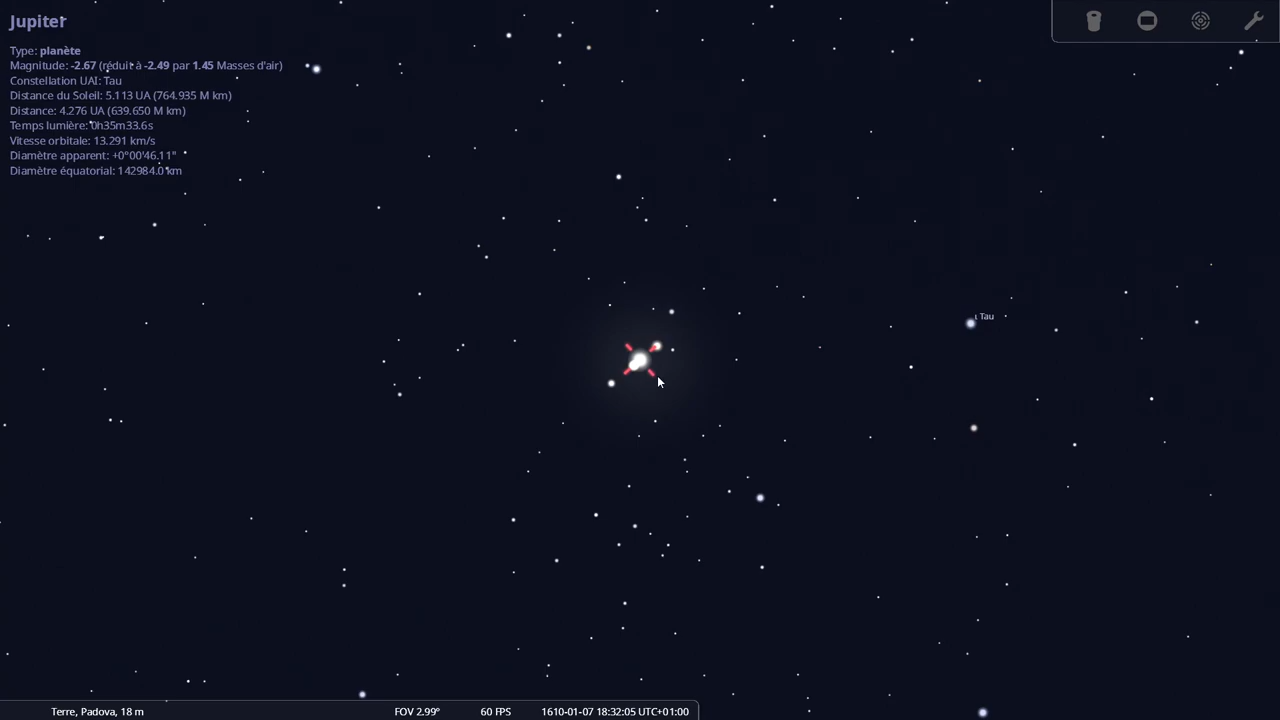 Jupiter
Type: planète
Magnitude: -2.67 (réduit à -2.49 par 1.45 Masses d'air)
Constellation UAI: Tau
Distance du Soleil: 5.113 UA (764.935 M km)
Distance: 4.276 UA (639.650 M km)
Temps lumière: 0h35m33.6s
Vitesse orbitale: 13.291 km/s
Diamètre apparent: +0°00'46.11"
Diamètre équatorial: 142984.0 km
ι Tau
Terre, Padova, 18 m FOV 2.99° 60 FPS 1610-01-07 18:32:05 UTC+01:00